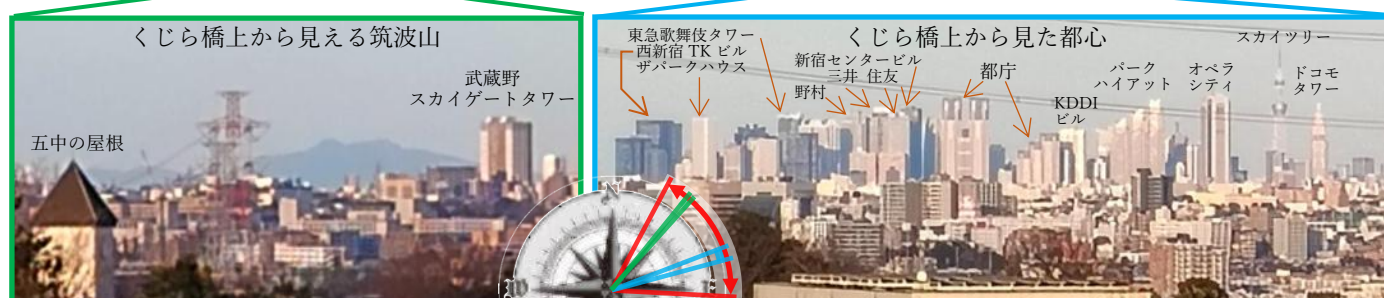 くじら橋上から見える筑波山
武蔵野
スカイゲートタワー
五中の屋根
くじら橋上から見た都心
東急歌舞伎タワー
西新宿 TK ビル
ザパークハウス
新宿センタービル
三井 住友
野村
都庁
KDDI
ビル
パーク
ハイアット
オペラ
シティ
スカイツリー
ドコモ
タワー
N